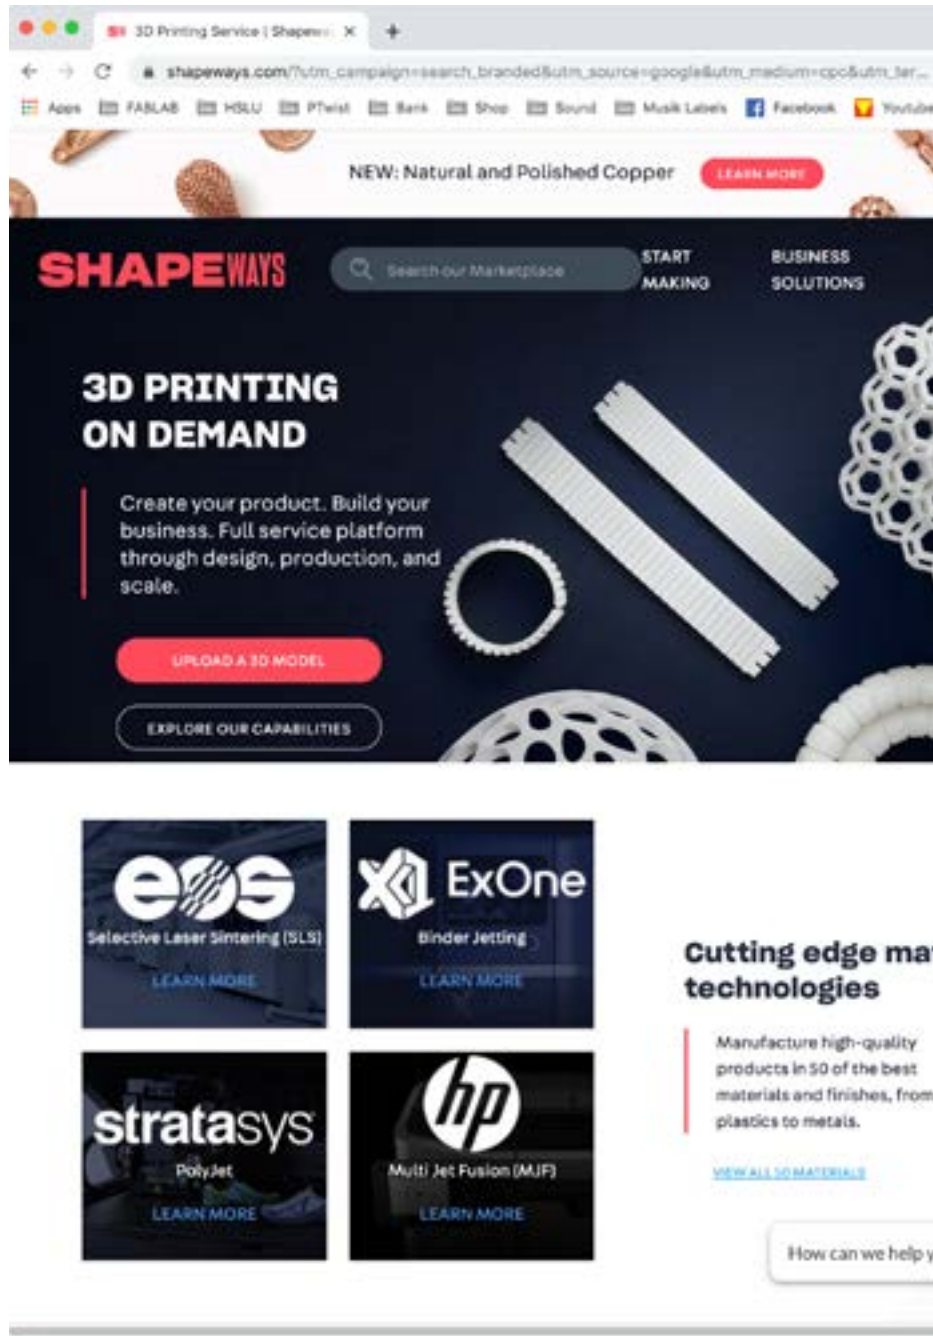 3D Printing Service | Shapew
shapeways.com/?utm_campaign=search_branded&utm_source=google&utm_medium=cpc&utm_ter...
Apps FABLAB HSLU PTwist Bank Shop Sound Musik Labels Facebook Youtube
NEW: Natural and Polished Copper LEARN MORE
SHAPEWAYS
Search our Marketplace
START
MAKING
BUSINESS
SOLUTIONS
3D PRINTING
ON DEMAND
Create your product. Build your
business. Full service platform
through design, production, and
scale.
UPLOAD A 3D MODEL
EXPLORE OUR CAPABILITIES
eos
Selective Laser Sintering (SLS)
LEARN MORE
ExOne
Binder Jetting
LEARN MORE
stratasys
PolyJet
LEARN MORE
hp
Multi Jet Fusion (MJF)
LEARN MORE
Cutting edge mat
technologies
Manufacture high-quality
products in 50 of the best
materials and finishes, from
plastics to metals.
VIEW ALL 50 MATERIALS
How can we help y